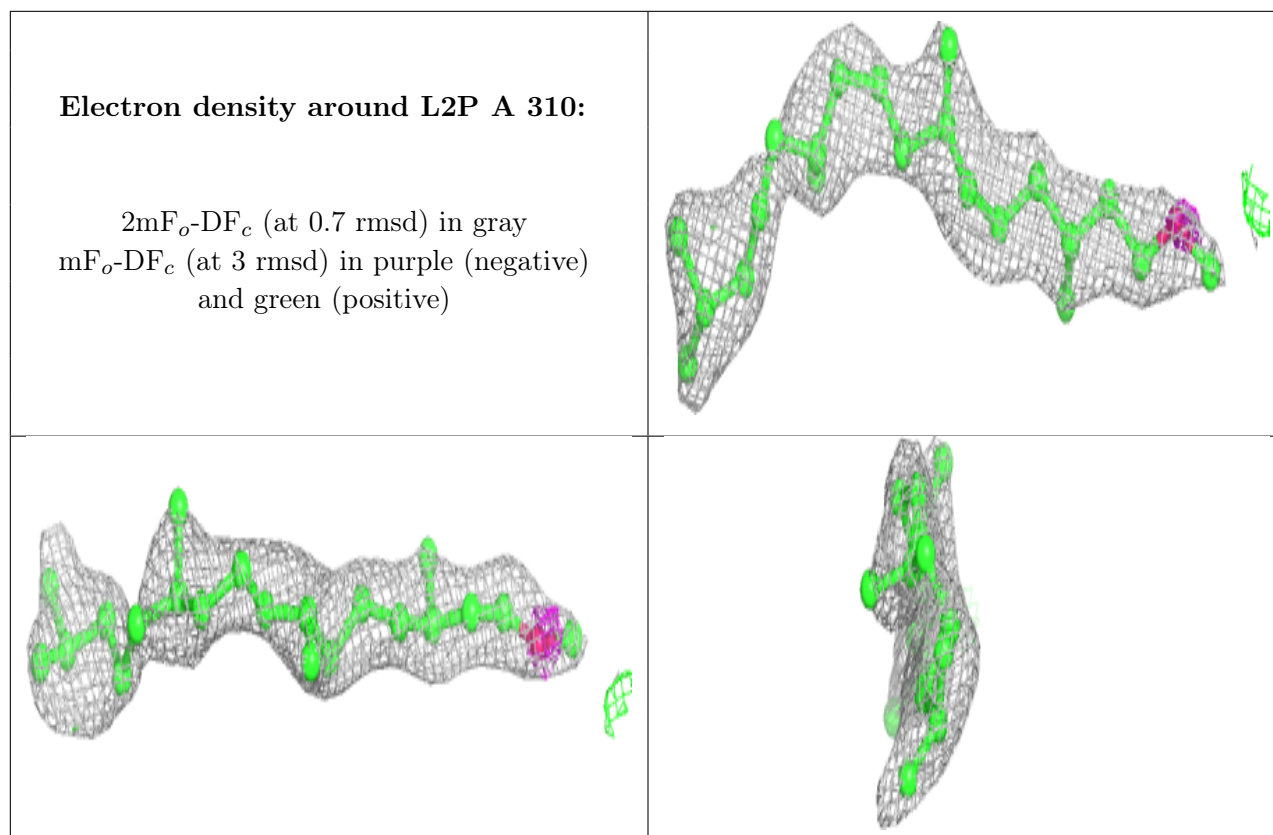 Electron density around L2P A 310:
2mFo-DFc (at 0.7 rmsd) in gray
mFo-DFc (at 3 rmsd) in purple (negative)
and green (positive)